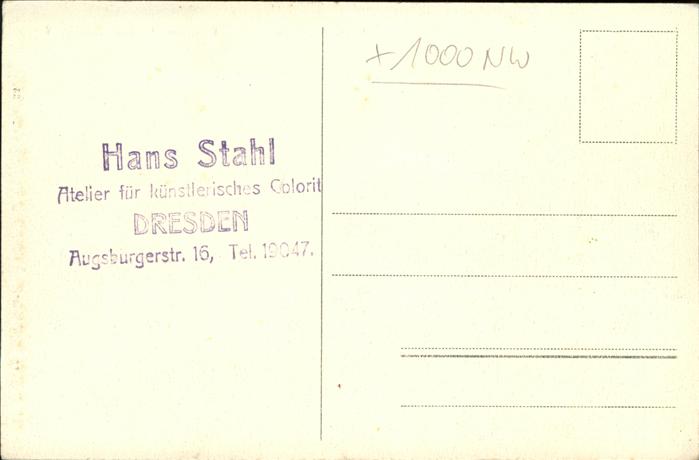 +1000 NW
Hans Stahl
Atelier für künstlerisches Colorit
DRESDEN
Augsburgerstr. 16, Tel. 19047.